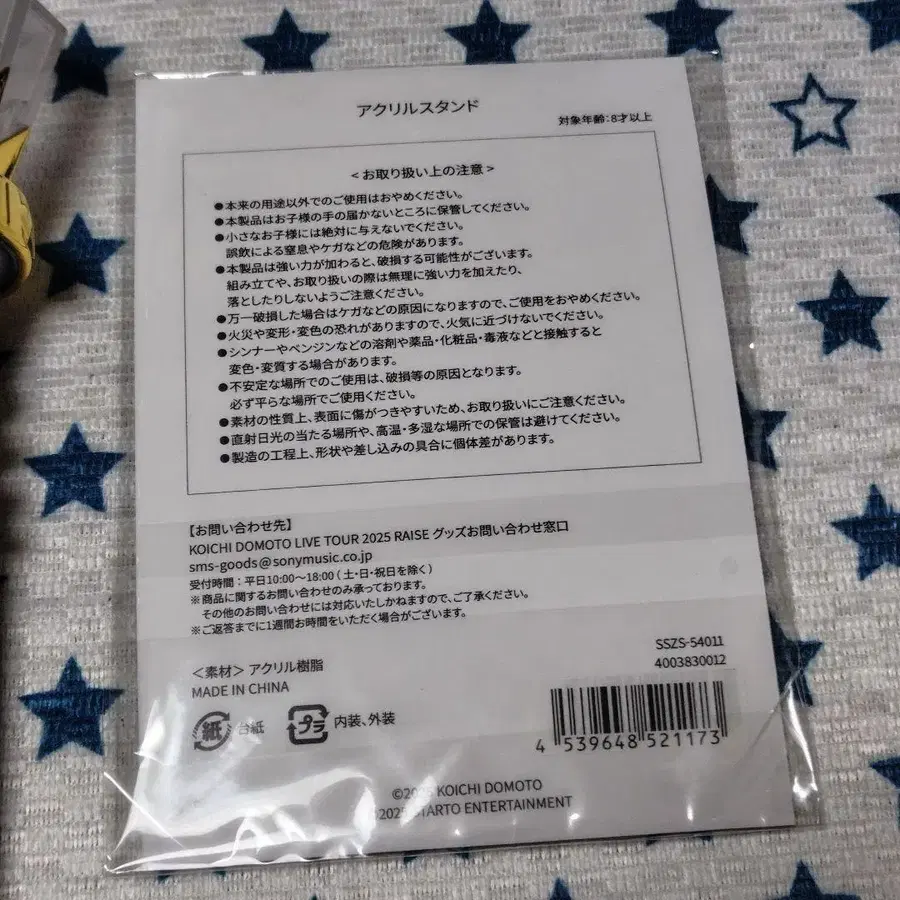 アクリルスタンド
対象年齢:8才以上
<お取り扱い上の注意>
●本来の用途以外でのご使用はおやめください。
●本製品はお子様の手の届かないところに保管してください。
●小さなお子様には絶対に与えないでください。
誤飲による窒息やケガなどの危険があります。
●本製品は強い力が加わると、破損する可能性がございます。
組み立てや、お取り扱いの際は無理に強い力を加えたり、
落としたりしないようご注意ください。
●万一破損した場合はケガなどの原因になりますので、ご使用をおやめください。
●火災や変形・変色の恐れがありますので、火気に近づけないでください。
●シンナーやベンジンなどの溶剤や薬品・化粧品・毒液などと接触すると
変色・変質する場合があります。
●不安定な場所でのご使用は、破損等の原因となります。
必ず平らな場所でご使用ください。
●素材の性質上、表面に傷がつきやすいため、お取り扱いにご注意ください。
●直射日光の当たる場所や、高温・多湿な場所での保管は避けてください。
●製造の工程上、形状や差し込みの具合に個体差があります。
【お問い合わせ先】
KOICHI DOMOTO LIVE TOUR 2025 RAISE グッズお問い合わせ窓口
sms-goods@sonymusic.co.jp
受付時間:平日10:00〜18:00(土・日・祝日を除く)
※商品に関するお問い合わせのみ承っております。
その他のお問い合わせには対応いたしかねますので、ご了承ください。
※ご返答までに1週間お時間をいただく場合がございます。
SSZS-54011
4003830012
<素材>アクリル樹脂
MADE IN CHINA
紙 台紙 プラ 内装、外装
4 539648 521173
©2025 KOICHI DOMOTO
©2025 STARTO ENTERTAINMENT